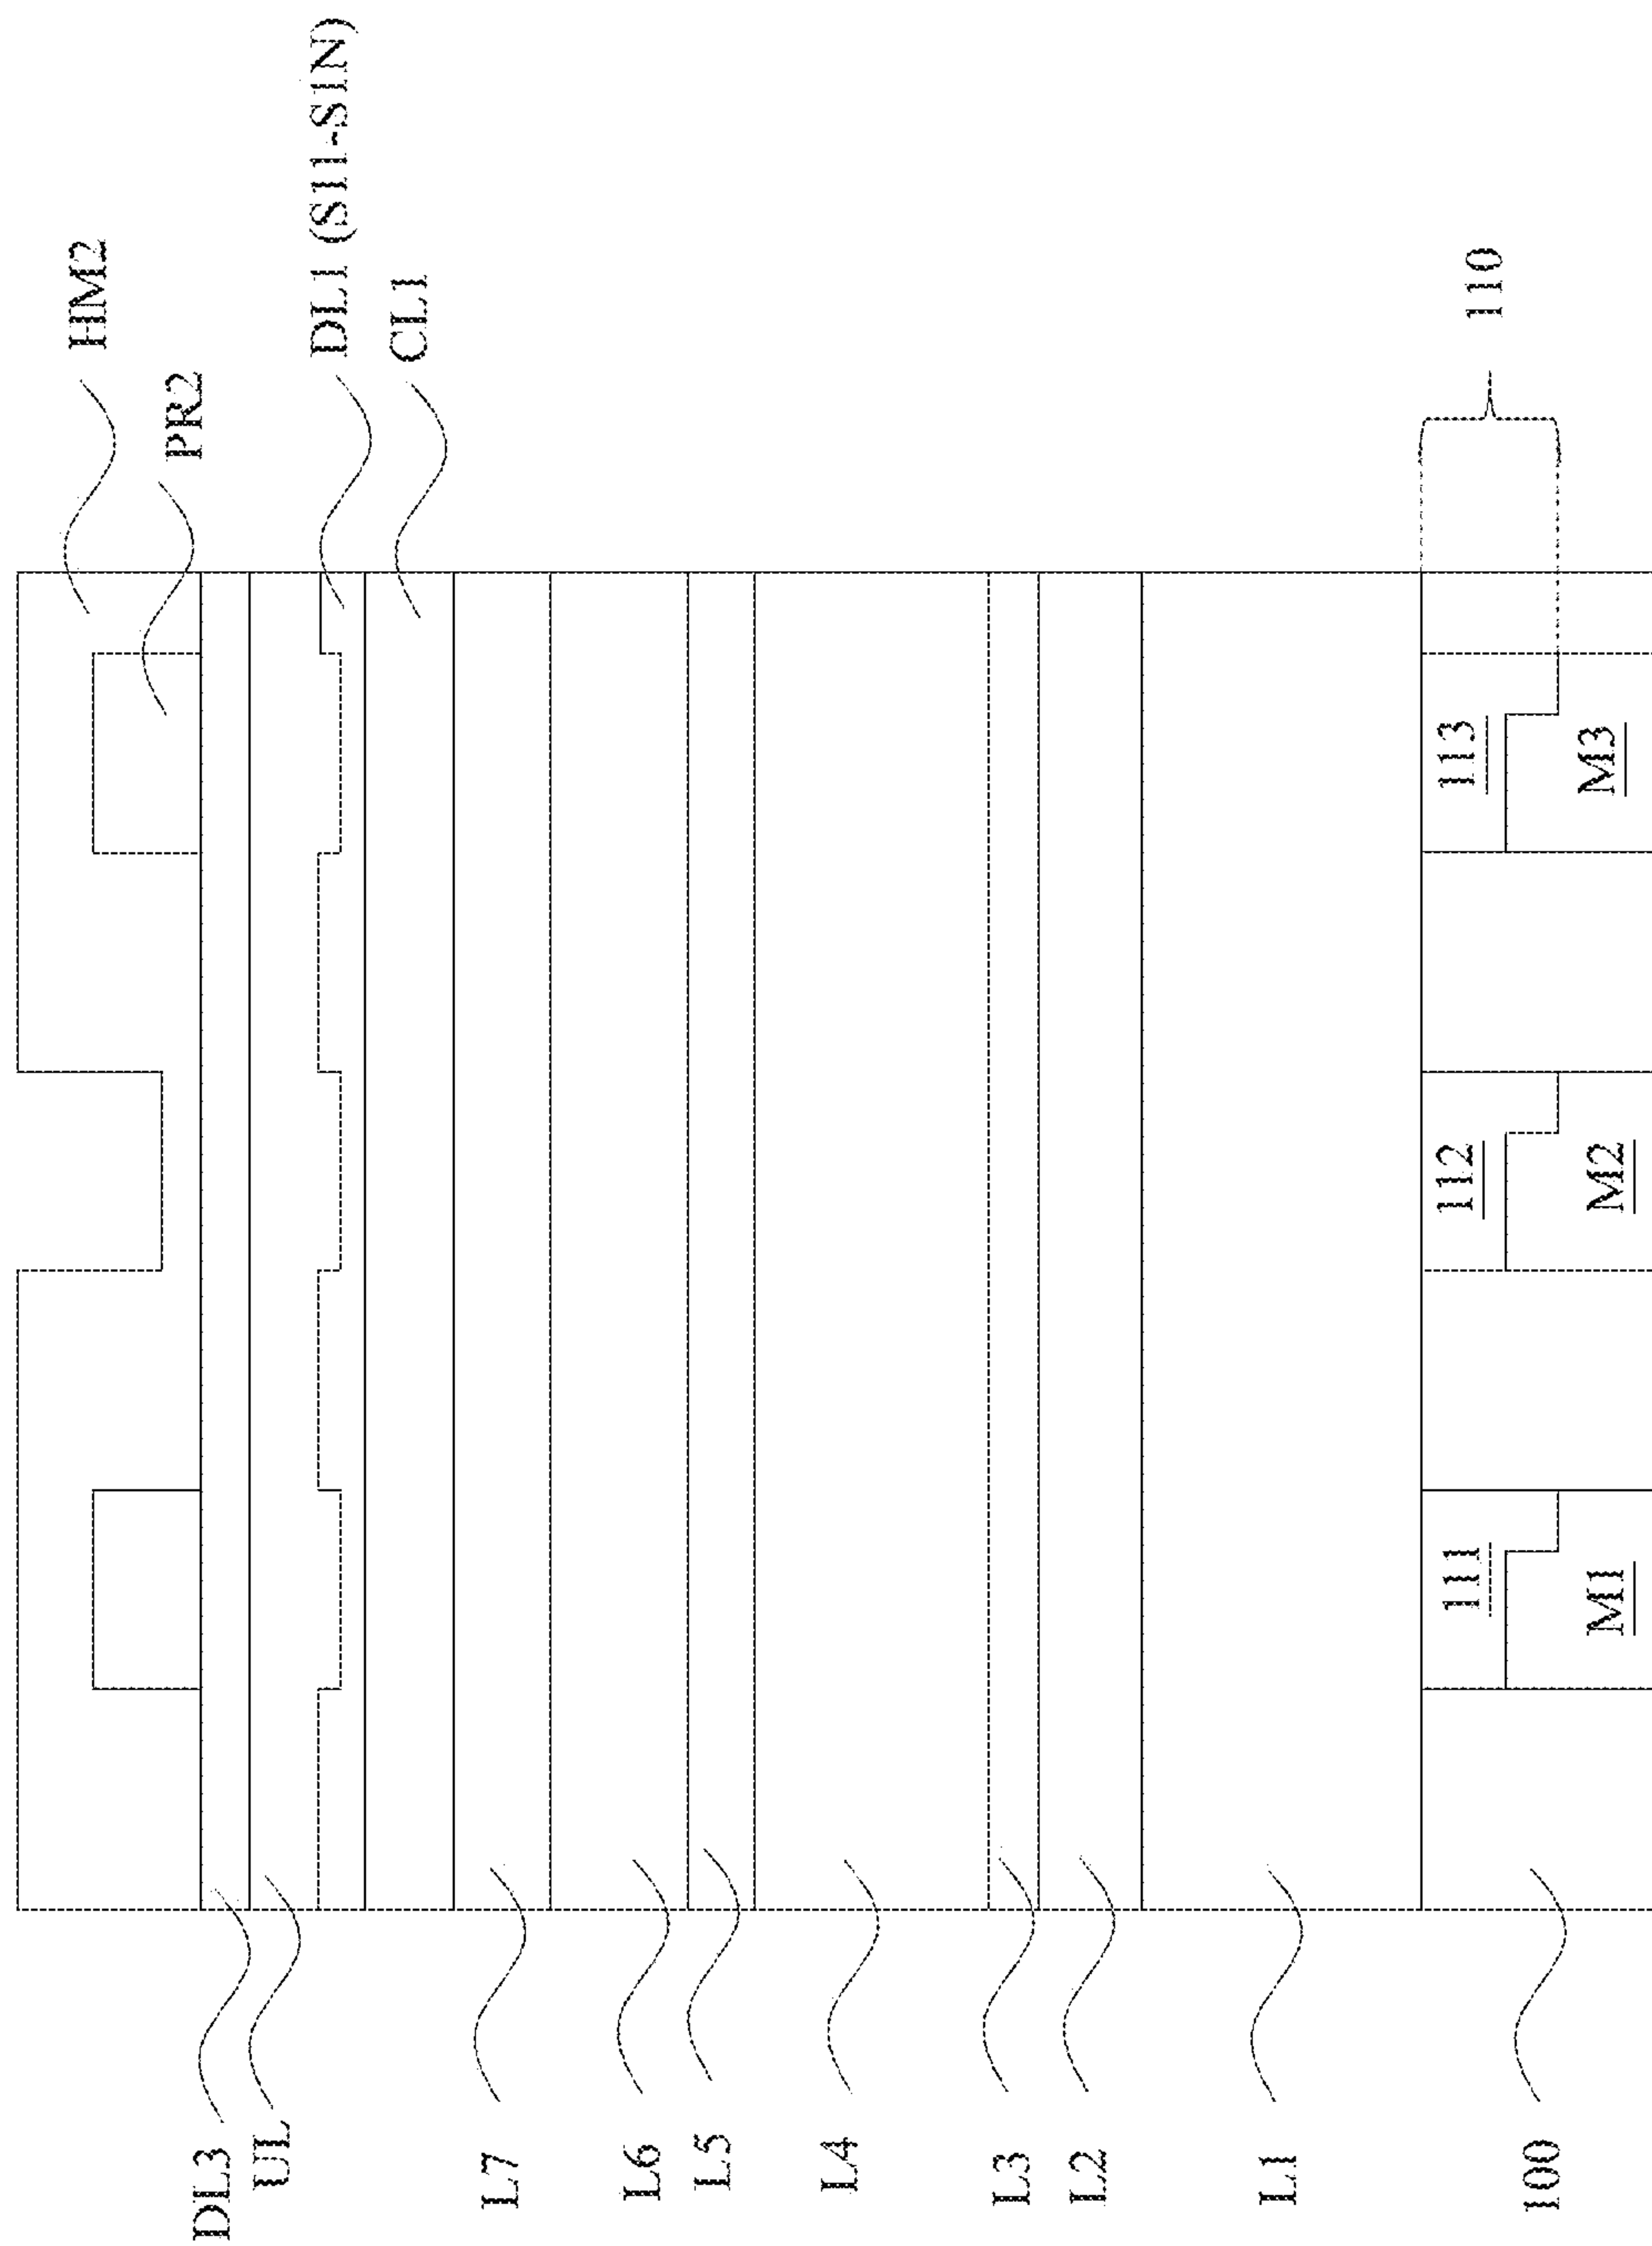 HM2
PR2
DL1 (S11-S1N)
CL1
110
113
M3
112
M2
111
M1
DL3
UL
L7
L6
L5
L4
L3
L2
L1
100